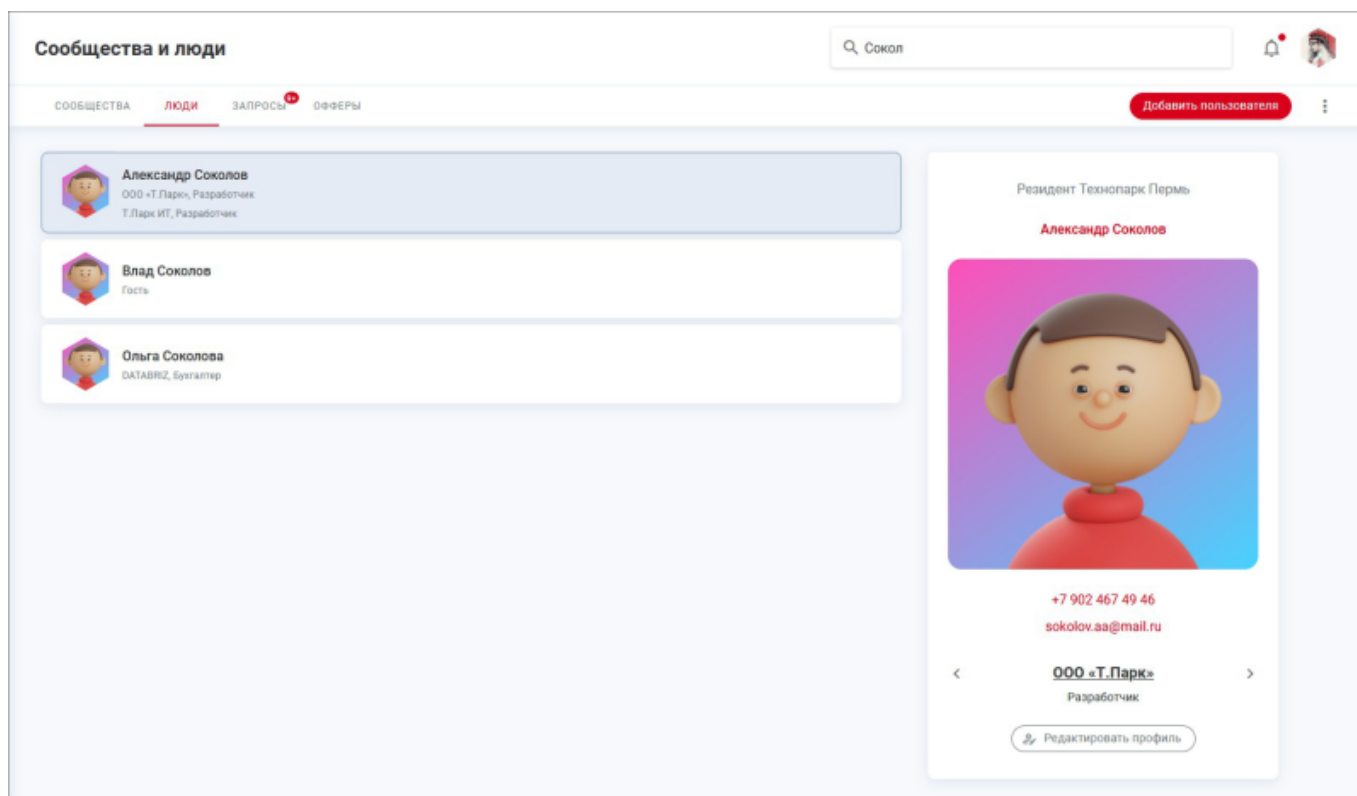 Сообщества и люди
Сокол
СООБЩЕСТВА ЛЮДИ ЗАПРОСЫ 9+ ОФФЕРЫ
Добавить пользователя
Александр Соколов
ООО «Т.Парк», Разработчик
Т.Парк ИТ, Разработчик
Влад Соколов
Гость
Ольга Соколова
DATABRIZ, Бухгалтер
Резидент Технопарк Пермь
Александр Соколов
+7 902 467 49 46
sokolov.aa@mail.ru
ООО «Т.Парк»
Разработчик
Редактировать профиль